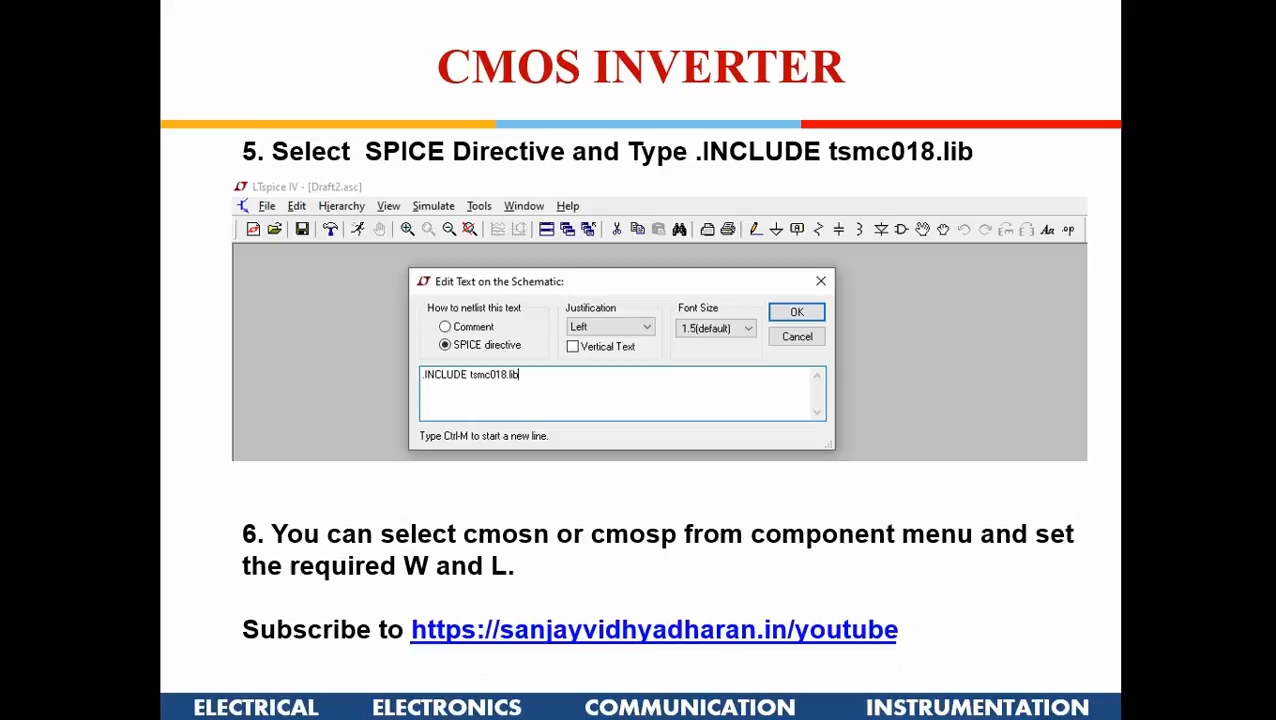 CMOS INVERTER
5. Select SPICE Directive and Type .INCLUDE tsmc018.lib
LTspice IV - [Draft2.asc]
File Edit Hierarchy View Simulate Tools Window Help
Aa .op
Edit Text on the Schematic:
How to netlist this text
Justification
Font Size
OK
Comment
Left
1.5(default)
Cancel
SPICE directive
Vertical Text
.INCLUDE tsmc018.lib
Type Ctrl-M to start a new line.
6. You can select cmosn or cmosp from component menu and set
the required W and L.
Subscribe to https://sanjayvidhyadharan.in/youtube
ELECTRICAL ELECTRONICS COMMUNICATION INSTRUMENTATION